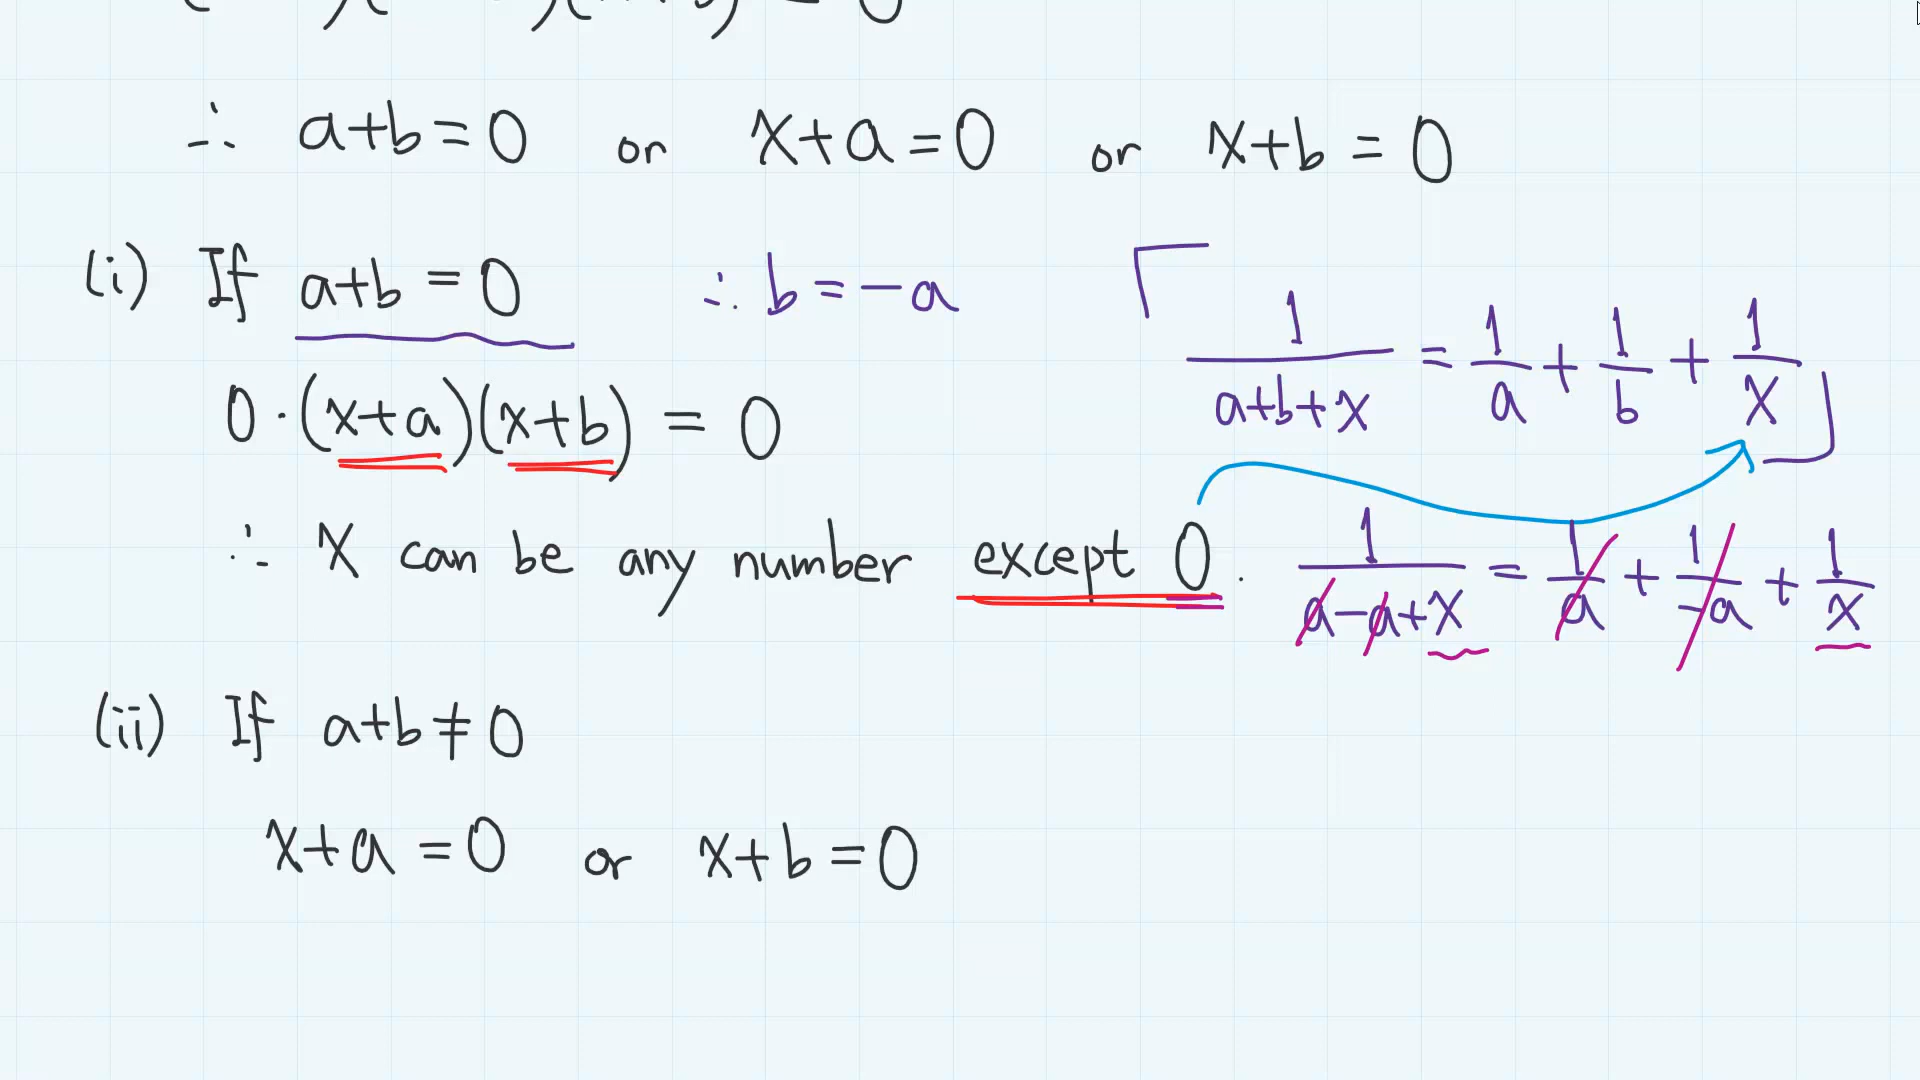 ∴ a+b=0 or x+a=0 or x+b=0
(i) If a+b=0 ∴ b=-a
1/(a+b+x) = 1/a + 1/b + 1/x
0·(x+a)(x+b) = 0
∴ x can be any number except 0.
1/(a-a+x) = 1/a + 1/-a + 1/x
(ii) If a+b≠0
x+a=0 or x+b=0